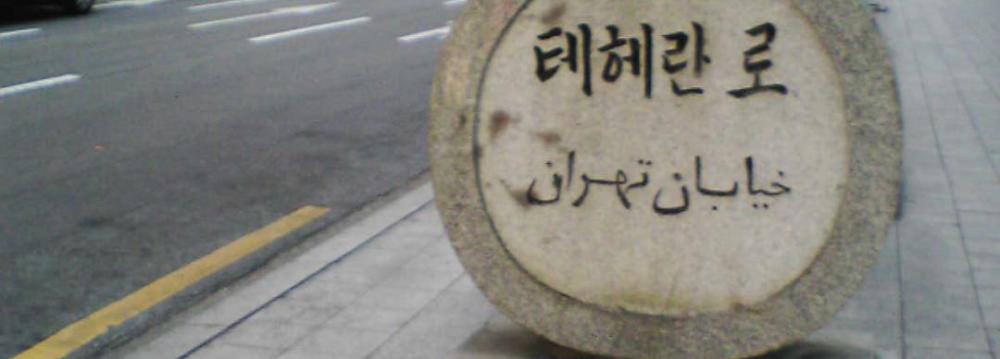 테헤란 로
خیابان تهران